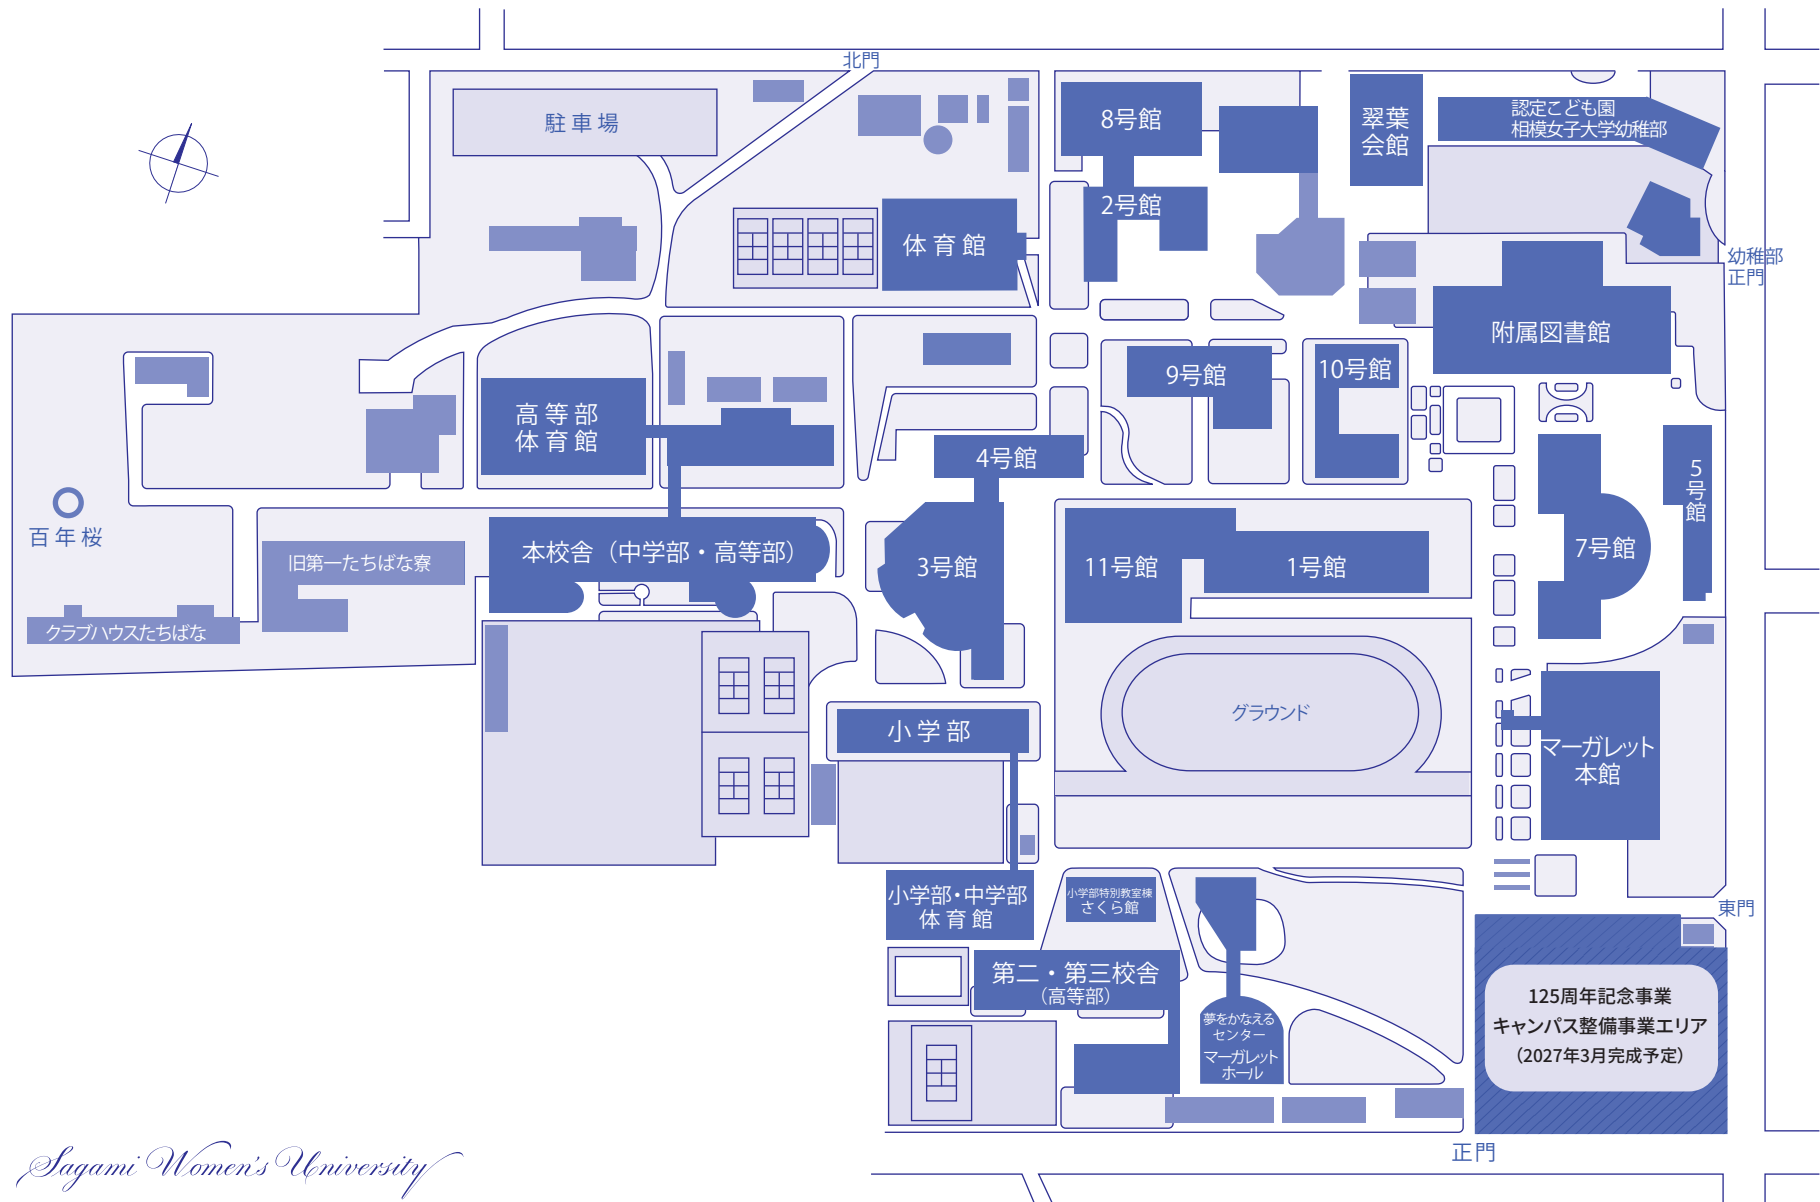 北門
駐車場
8号館
翠葉
会館
認定こども園
相模女子大学幼稚部
2号館
体育館
幼稚部
正門
附属図書館
9号館
10号館
高等部
体育館
4号館
5号館
百年桜
旧第一たちばな寮
本校舎（中学部・高等部）
3号館
11号館
1号館
7号館
クラブハウスたちばな
小学部
グラウンド
マーガレット
本館
小学部・中学部
体育館
小学部特別教室棟
さくら館
東門
第二・第三校舎
（高等部）
夢をかなえる
センター
マーガレット
ホール
125周年記念事業
キャンパス整備事業エリア
（2027年3月完成予定）
正門
Sagami Women's University